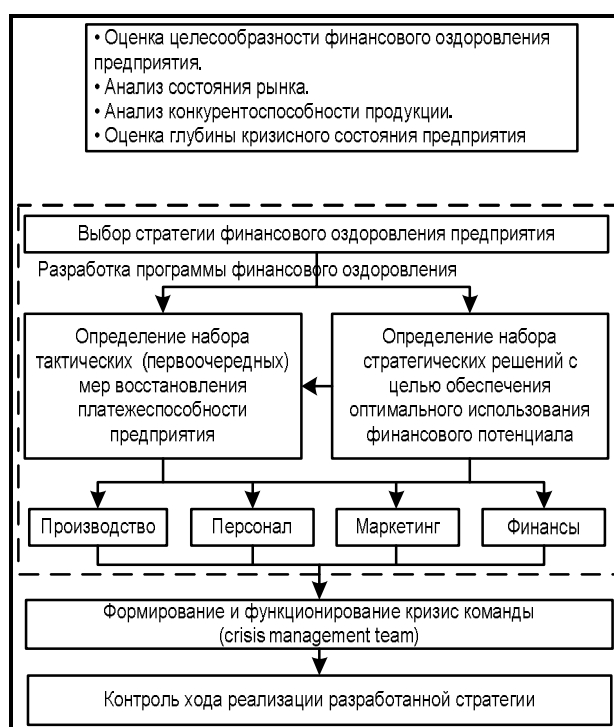 • Оценка целесообразности финансового оздоровления
предприятия.
• Анализ состояния рынка.
• Анализ конкурентоспособности продукции.
• Оценка глубины кризисного состояния предприятия
Выбор стратегии финансового оздоровления предприятия
Разработка программы финансового оздоровления
Определение набора
тактических (первоочередных)
мер восстановления
платежеспособности
предприятия
Определение набора
стратегических решений с
целью обеспечения
оптимального использования
финансового потенциала
Производство
Персонал
Маркетинг
Финансы
Формирование и функционирование кризис команды
(crisis management team)
Контроль хода реализации разработанной стратегии